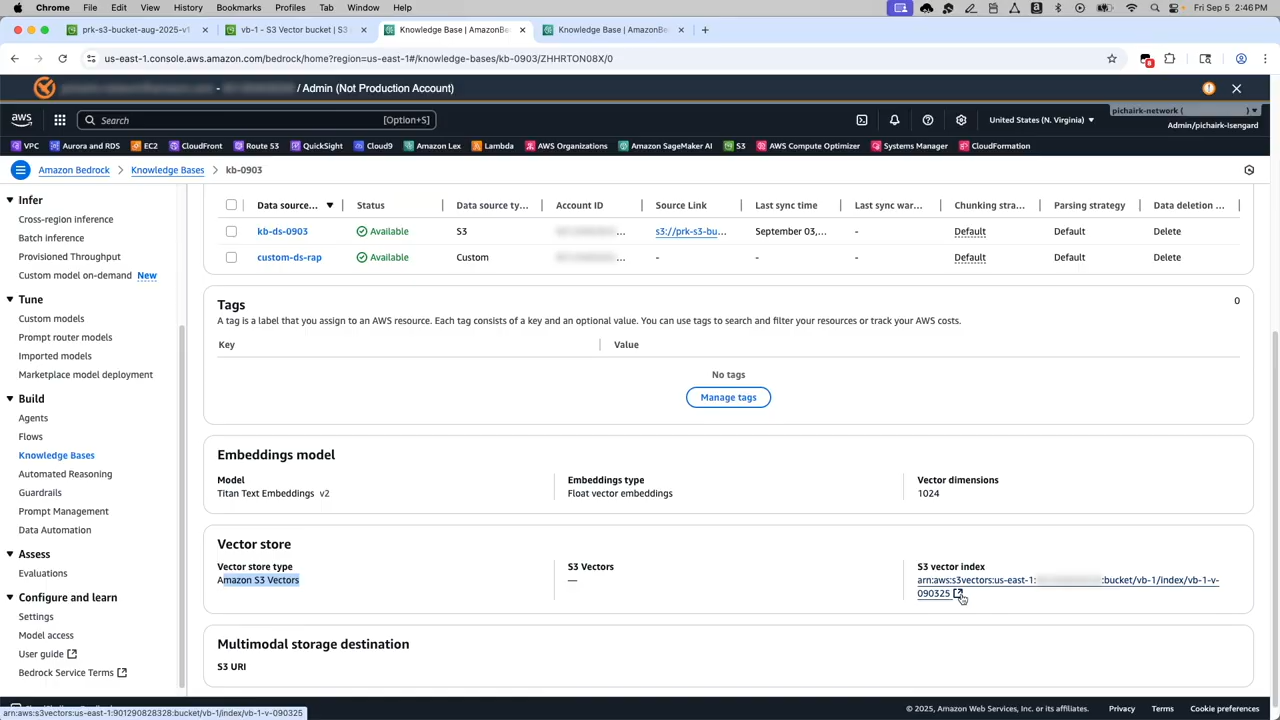 Chrome File Edit View History Bookmarks Profiles Tab Window Help Fri Sep 5 2:46 PM
prk-s3-bucket-aug-2025-v1 vb-1 - S3 Vector bucket | S3 Knowledge Base | AmazonBe Knowledge Base | AmazonBe
us-east-1.console.aws.amazon.com/bedrock/home?region=us-east-1#/knowledge-bases/kb-0903/ZHHRTON08X/0
/ Admin (Not Production Account)
aws Search [Option+S] United States (N. Virginia) pichairk-network (
Admin/pichairk-Isengard
VPC Aurora and RDS EC2 CloudFront Route 53 QuickSight Cloud9 Amazon Lex Lambda AWS Organizations Amazon SageMaker AI S3 AWS Compute Optimizer Systems Manager CloudFormation
Amazon Bedrock Knowledge Bases kb-0903
Infer
Cross-region inference
Batch inference
Provisioned Throughput
Custom model on-demand New
Tune
Custom models
Prompt router models
Imported models
Marketplace model deployment
Build
Agents
Flows
Knowledge Bases
Automated Reasoning
Guardrails
Prompt Management
Data Automation
Assess
Evaluations
Configure and learn
Settings
Model access
User guide
Bedrock Service Terms
Data source... Status Data source ty... Account ID Source Link Last sync time Last sync war... Chunking stra... Parsing strategy Data deletion ...
kb-ds-0903 Available S3 ... s3://prk-s3-bu... September 03,... - Default Default Delete
custom-ds-rap Available Custom ... - - - Default Default Delete
Tags 0
A tag is a label that you assign to an AWS resource. Each tag consists of a key and an optional value. You can use tags to search and filter your resources or track your AWS costs.
Key Value
No tags
Manage tags
Embeddings model
Model Embeddings type Vector dimensions
Titan Text Embeddings v2 Float vector embeddings 1024
Vector store
Vector store type S3 Vectors S3 vector index
Amazon S3 Vectors — arn:aws:s3vectors:us-east-1: :bucket/vb-1/index/vb-1-v-
090325
Multimodal storage destination
S3 URI
arn:aws:s3vectors:us-east-1:901290828328:bucket/vb-1/index/vb-1-v-090325
© 2025, Amazon Web Services, Inc. or its affiliates. Privacy Terms Cookie preferences